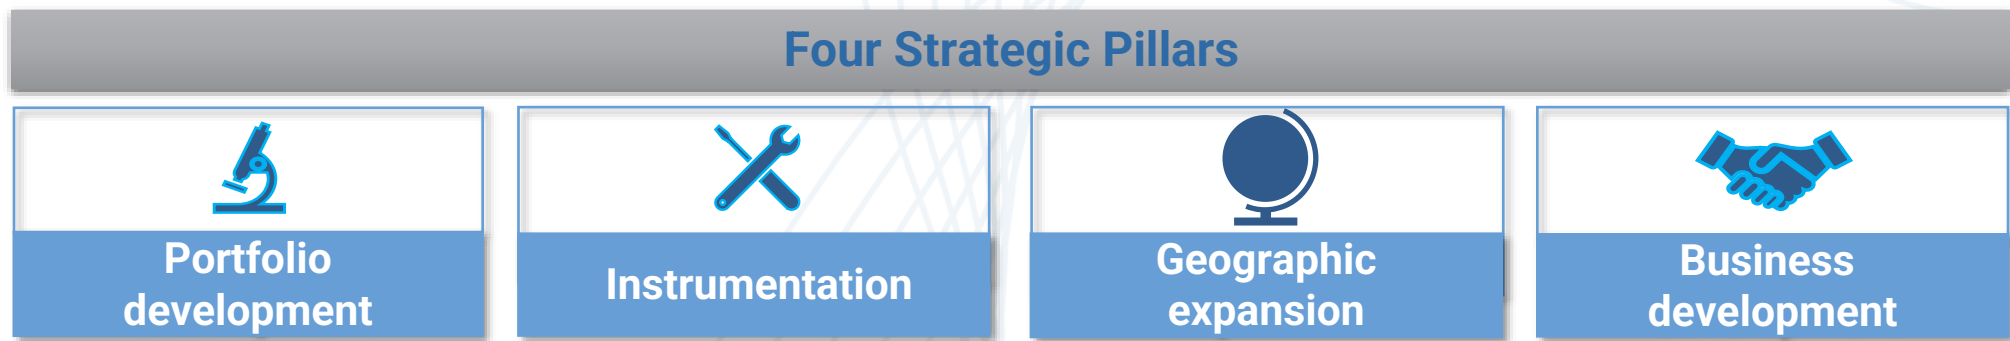 Four Strategic Pillars
Portfolio
development
Instrumentation
Geographic
expansion
Business
development